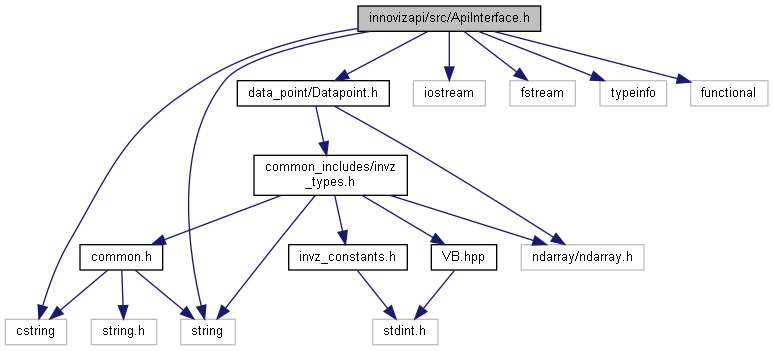 innovizapi/src/ApiInterface.h
data_point/Datapoint.h
iostream
fstream
typeinfo
functional
common_includes/invz
_types.h
common.h
invz_constants.h
VB.hpp
ndarray/ndarray.h
cstring
string.h
string
stdint.h